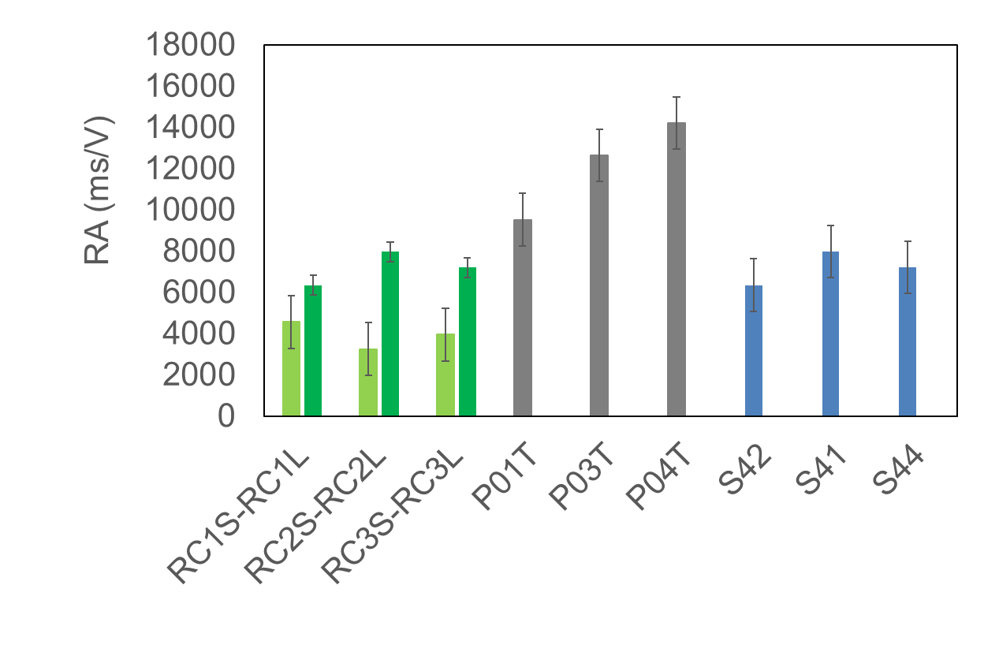 RA (ms/V)
18000
16000
14000
12000
10000
8000
6000
4000
2000
0
RC1S-RC1L
RC2S-RC2L
RC3S-RC3L
P01T
P03T
P04T
S42
S41
S44